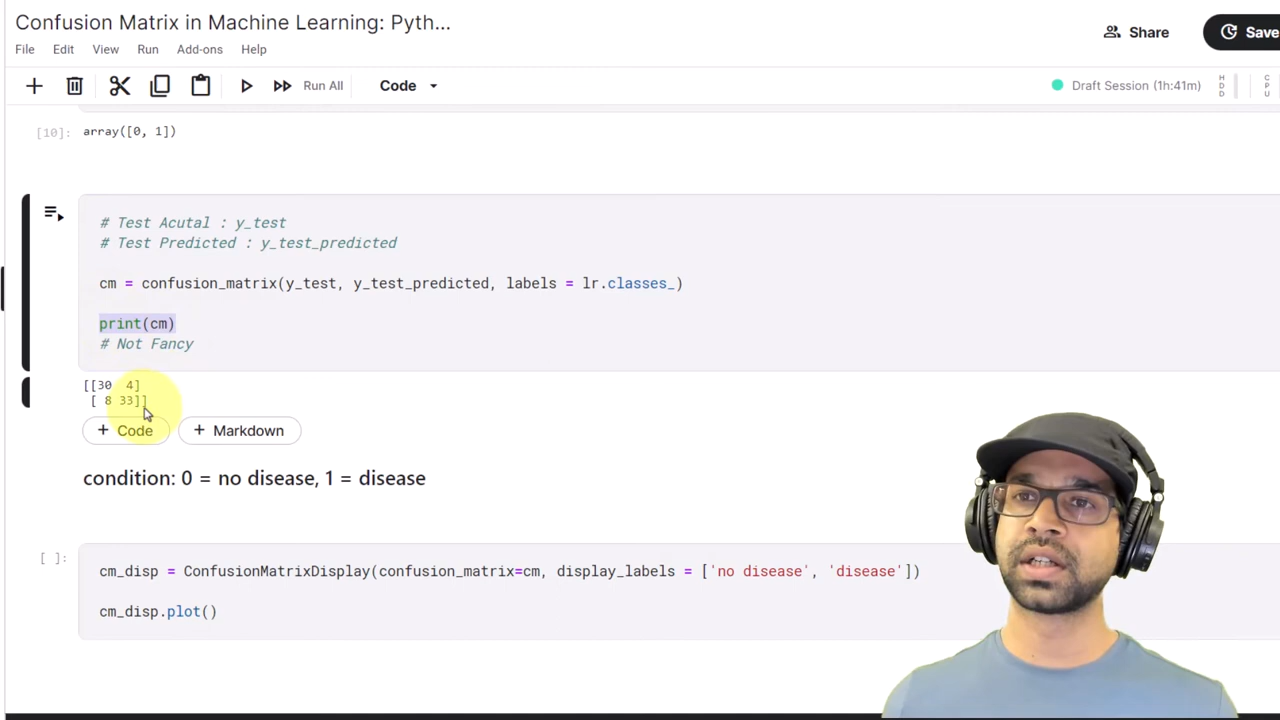 Confusion Matrix in Machine Learning: Pyth...
Share
Save
File Edit View Run Add-ons Help
Run All
Code
Draft Session (1h:41m)
HDD
CPU
[10]: array([0, 1])
# Test Acutal : y_test
# Test Predicted : y_test_predicted
cm = confusion_matrix(y_test, y_test_predicted, labels = lr.classes_)
print(cm)
# Not Fancy
[[30  4]
[ 8 33]]
+ Code + Markdown
condition: 0 = no disease, 1 = disease
[ ]:
cm_disp = ConfusionMatrixDisplay(confusion_matrix=cm, display_labels = ['no disease', 'disease'])
cm_disp.plot()